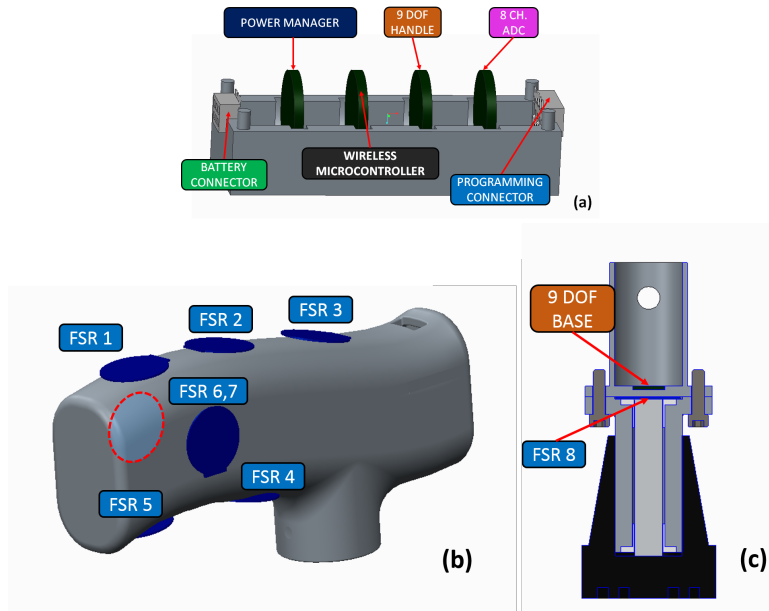 POWER MANAGER
9 DOF
HANDLE
8 CH.
ADC
BATTERY
CONNECTOR
WIRELESS
MICROCONTROLLER
PROGRAMMING
CONNECTOR
(a)
FSR 1
FSR 2
FSR 3
FSR 6,7
FSR 4
FSR 5
(b)
9 DOF
BASE
FSR 8
(c)